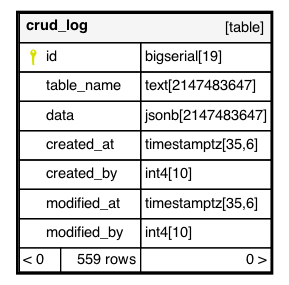 crud_log [table]
id bigserial[19]
table_name text[2147483647]
data jsonb[2147483647]
created_at timestamptz[35,6]
created_by int4[10]
modified_at timestamptz[35,6]
modified_by int4[10]
< 0 559 rows 0 >